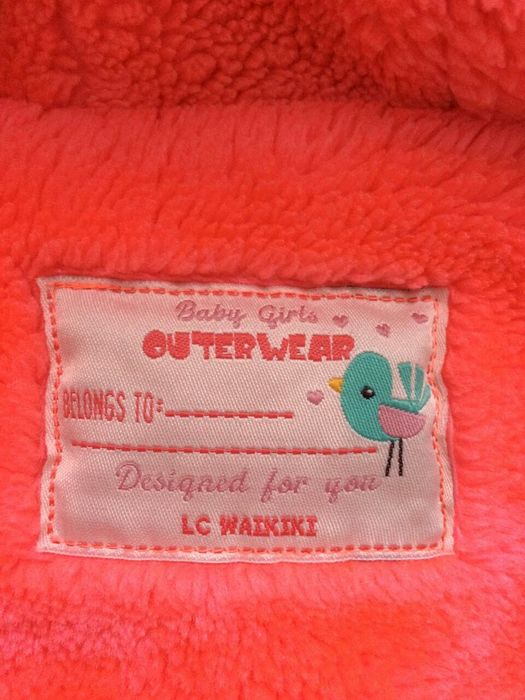 Baby Girls
OUTERWEAR
BELONGS TO:
Designed for you
LC WAIKIKI